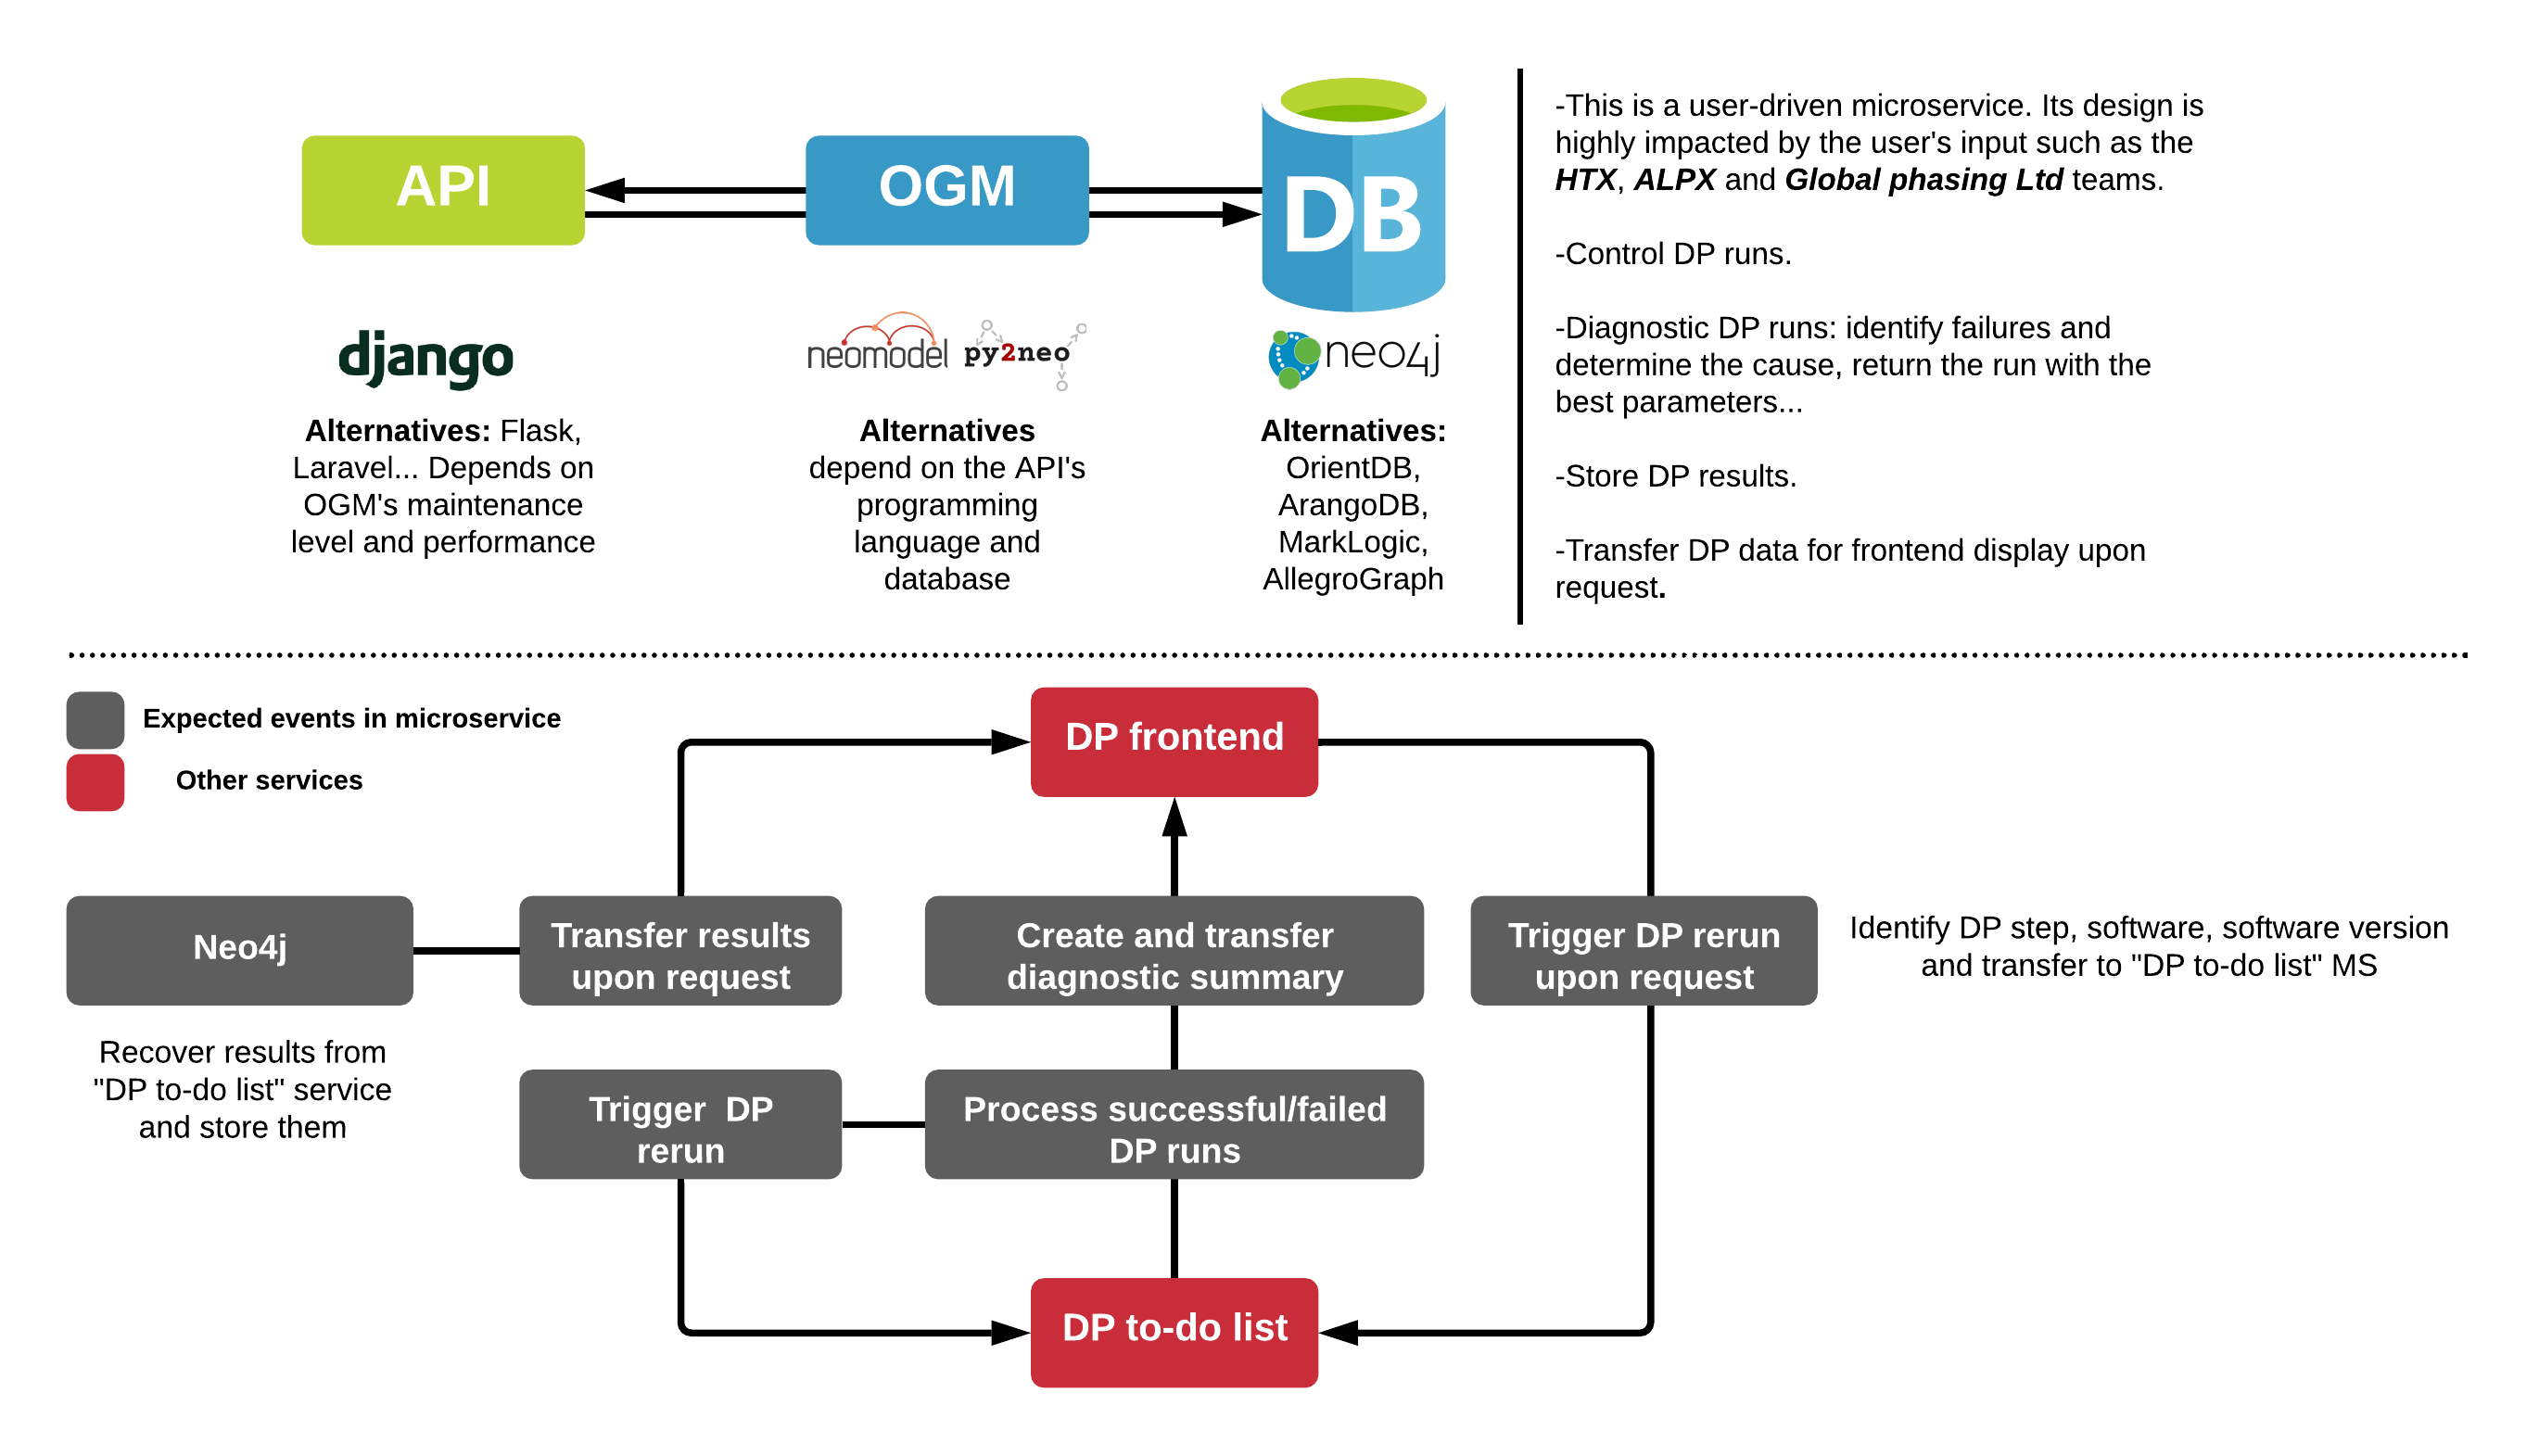 API
OGM
DB
django
neomodel
py2neo
neo4j
Alternatives: Flask,
Laravel... Depends on
OGM's maintenance
level and performance
Alternatives
depend on the API's
programming
language and
database
Alternatives:
OrientDB,
ArangoDB,
MarkLogic,
AllegroGraph
-This is a user-driven microservice. Its design is
highly impacted by the user's input such as the
HTX, ALPX and Global phasing Ltd teams.
-Control DP runs.
-Diagnostic DP runs: identify failures and
determine the cause, return the run with the
best parameters...
-Store DP results.
-Transfer DP data for frontend display upon
request.
Expected events in microservice
Other services
DP frontend
Neo4j
Transfer results
upon request
Create and transfer
diagnostic summary
Trigger DP rerun
upon request
Identify DP step, software, software version
and transfer to "DP to-do list" MS
Recover results from
"DP to-do list" service
and store them
Trigger  DP
rerun
Process successful/failed
DP runs
DP to-do list